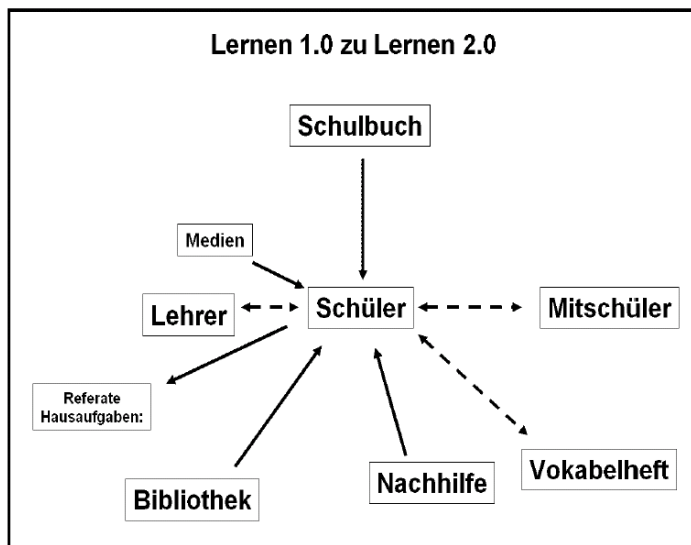 Lernen 1.0 zu Lernen 2.0
Schulbuch
Medien
Lehrer
Schüler
Mitschüler
Referate
Hausaufgaben:
Bibliothek
Nachhilfe
Vokabelheft